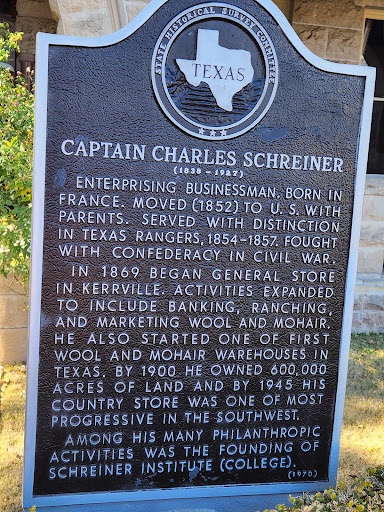 STATE HISTORICAL SURVEY COMMITTEE
TEXAS
CAPTAIN CHARLES SCHREINER
(1838 - 1927)
ENTERPRISING BUSINESSMAN. BORN IN
FRANCE. MOVED (1852) TO U. S. WITH
PARENTS. SERVED WITH DISTINCTION
IN TEXAS RANGERS, 1854-1857. FOUGHT
WITH CONFEDERACY IN CIVIL WAR.
IN 1869 BEGAN GENERAL STORE
IN KERRVILLE. ACTIVITIES EXPANDED
TO INCLUDE BANKING, RANCHING,
AND MARKETING WOOL AND MOHAIR.
HE ALSO STARTED ONE OF FIRST
WOOL AND MOHAIR WAREHOUSES IN
TEXAS. BY 1900 HE OWNED 600,000
ACRES OF LAND AND BY 1945 HIS
COUNTRY STORE WAS ONE OF MOST
PROGRESSIVE IN THE SOUTHWEST.
AMONG HIS MANY PHILANTHROPIC
ACTIVITIES WAS THE FOUNDING OF
SCHREINER INSTITUTE (COLLEGE).
(1970)